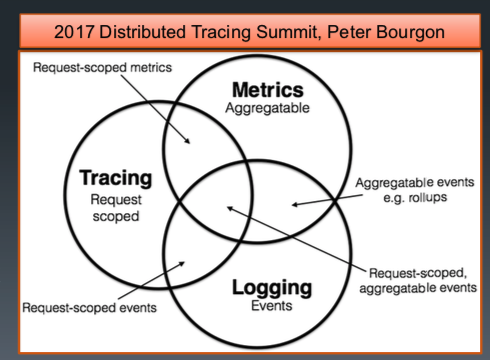 2017 Distributed Tracing Summit, Peter Bourgon
Request-scoped metrics
Metrics
Aggregatable
Tracing
Request
scoped
Aggregatable events
e.g. rollups
Request-scoped,
aggregatable events
Logging
Events
Request-scoped events